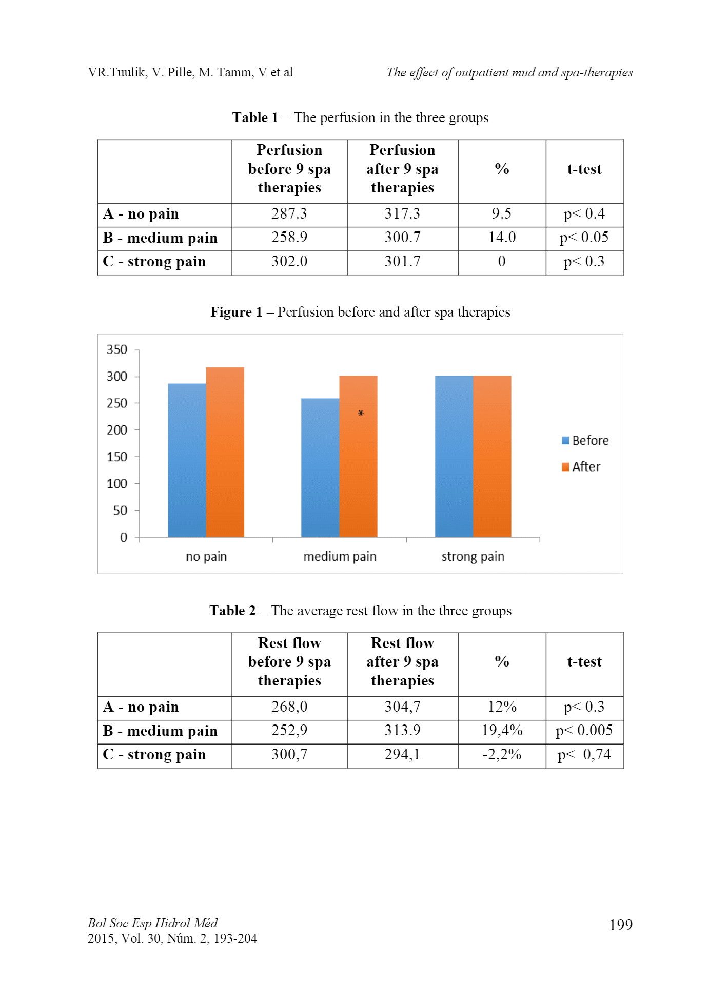 VR.Tuulik, V. Pille, M. Tamm, V et al The effect of outpatient mud and spa-therapies
Table 1 – The perfusion in the three groups
Perfusion before 9 spa therapies Perfusion after 9 spa therapies % t-test
A - no pain 287.3 317.3 9.5 p< 0.4
B - medium pain 258.9 300.7 14.0 p< 0.05
C - strong pain 302.0 301.7 0 p< 0.3
Figure 1 – Perfusion before and after spa therapies
350
300
250
200
150
100
50
0
*
no pain medium pain strong pain
Before
After
Table 2 – The average rest flow in the three groups
Rest flow before 9 spa therapies Rest flow after 9 spa therapies % t-test
A - no pain 268,0 304,7 12% p< 0.3
B - medium pain 252,9 313.9 19,4% p< 0.005
C - strong pain 300,7 294,1 -2,2% p< 0,74
Bol Soc Esp Hidrol Méd
2015, Vol. 30, Núm. 2, 193-204
199